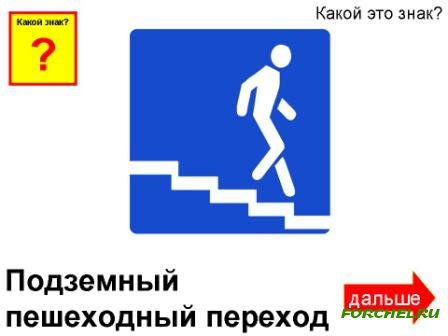 Какой знак?
?
Какой это знак?
Подземный
пешеходный переход
дальше
FORCHEL.RU